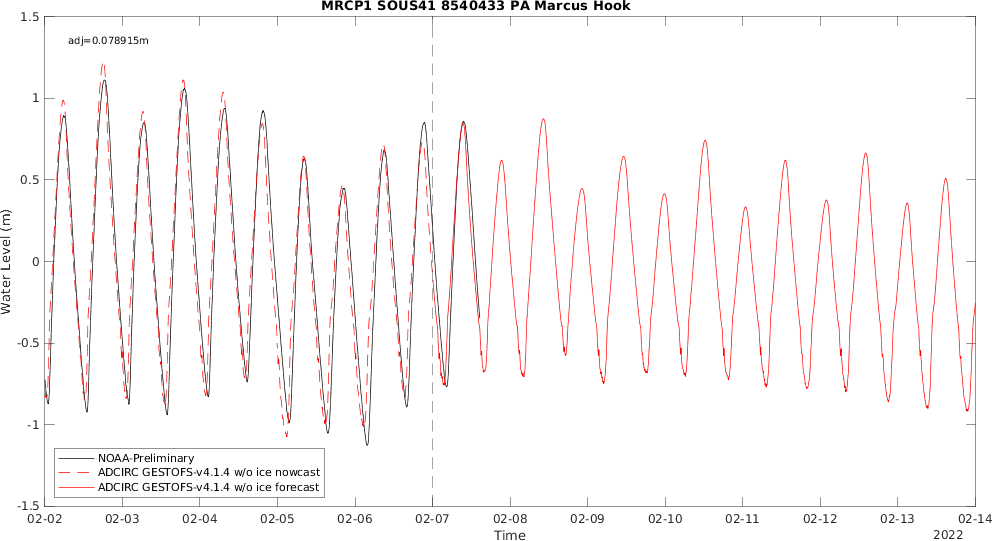 MRCP1 SOUS41 8540433 PA Marcus Hook
adj=0.078915m
1.5
1
0.5
0
-0.5
-1
-1.5
Water Level (m)
NOAA-Preliminary
ADCIRC GESTOFS-v4.1.4 w/o ice nowcast
ADCIRC GESTOFS-v4.1.4 w/o ice forecast
02-02 02-03 02-04 02-05 02-06 02-07 02-08 02-09 02-10 02-11 02-12 02-13 02-14
Time
2022